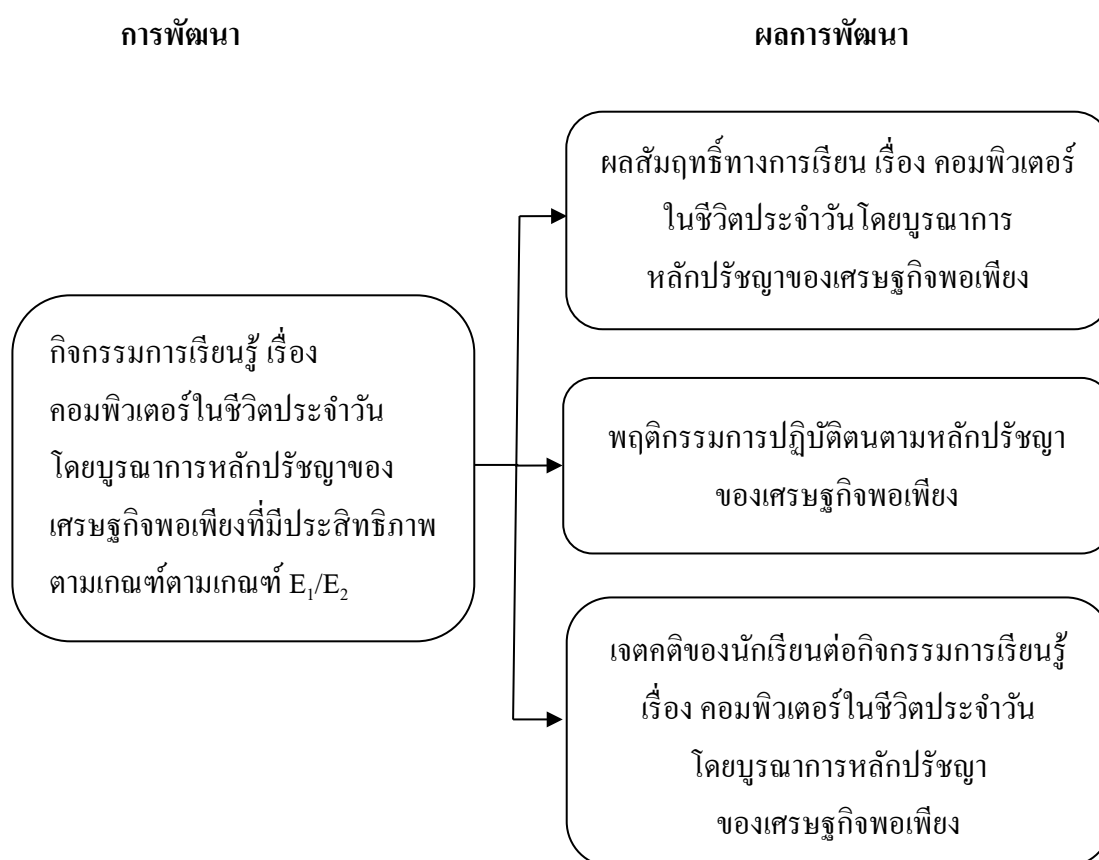 การพัฒนา
ผลการพัฒนา
กิจกรรมการเรียนรู้ เรื่อง
คอมพิวเตอร์ในชีวิตประจำวัน
โดยบูรณาการหลักปรัชญาของ
เศรษฐกิจพอเพียงที่มีประสิทธิภาพ
ตามเกณฑ์ตามเกณฑ์ E₁/E₂
ผลสัมฤทธิ์ทางการเรียน เรื่อง คอมพิวเตอร์
ในชีวิตประจำวัน โดยบูรณาการ
หลักปรัชญาของเศรษฐกิจพอเพียง
พฤติกรรมการปฏิบัติตนตามหลักปรัชญา
ของเศรษฐกิจพอเพียง
เจตคติของนักเรียนต่อกิจกรรมการเรียนรู้
เรื่อง คอมพิวเตอร์ในชีวิตประจำวัน
โดยบูรณาการหลักปรัชญา
ของเศรษฐกิจพอเพียง